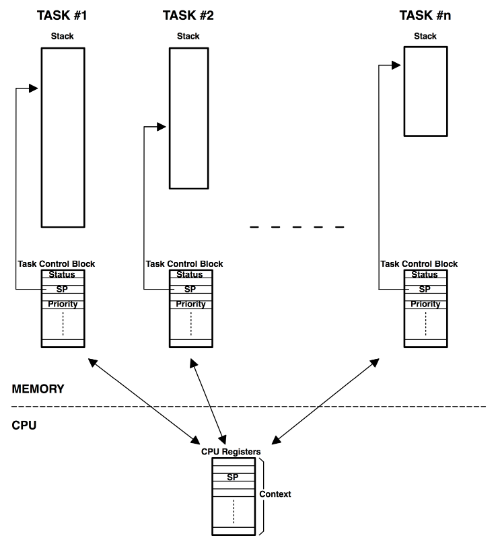 TASK #1
TASK #2
TASK #n
Stack
Stack
Stack
Task Control Block
Task Control Block
Task Control Block
Status
Status
Status
SP
SP
SP
Priority
Priority
Priority
MEMORY
CPU
CPU Registers
SP
Context